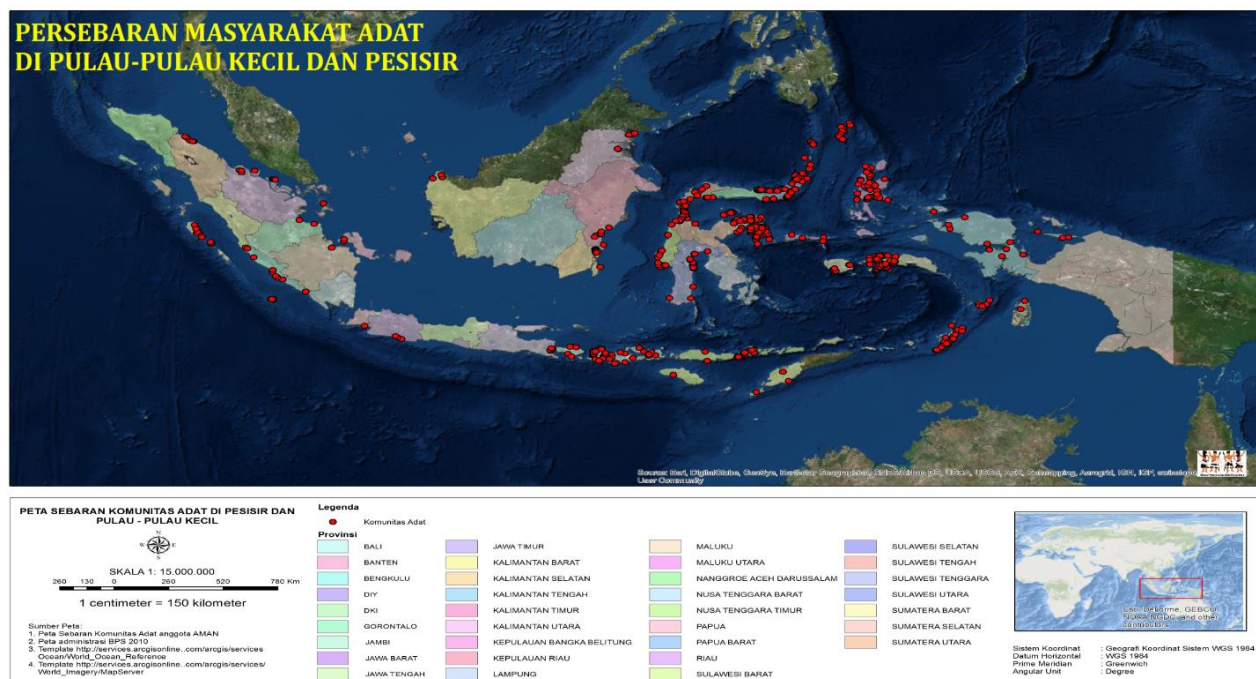 PERSEBARAN MASYARAKAT ADAT
DI PULAU-PULAU KECIL DAN PESISIR
User Community
PETA SEBARAN KOMUNITAS ADAT DI PESISIR DAN
PULAU - PULAU KECIL
N
W E
S
SKALA 1: 15.000.000
260 130 0 260 520 780 Km
1 centimeter = 150 kilometer
Sumber Peta:
1. Peta Sebaran Komunitas Adat anggota AMAN
2. Peta administrasi BPS 2010
3. Template http://services.arcgisonline..com/arcgis/services
Ocean/World_Ocean_Reference
4. Template http://services.arcgisonline..com/arcgis/services/
World_Imagery/MapServer
Legenda
Komunitas Adat
Provinsi
BALI
BANTEN
BENGKULU
DIY
DKI
GORONTALO
JAMBI
JAWA BARAT
JAWA TENGAH
JAWA TIMUR
KALIMANTAN BARAT
KALIMANTAN SELATAN
KALIMANTAN TENGAH
KALIMANTAN TIMUR
KALIMANTAN UTARA
KEPULAUAN BANGKA BELITUNG
KEPULAUAN RIAU
LAMPUNG
MALUKU
MALUKU UTARA
NANGGROE ACEH DARUSSALAM
NUSA TENGGARA BARAT
NUSA TENGGARA TIMUR
PAPUA
PAPUA BARAT
RIAU
SULAWESI BARAT
SULAWESI SELATAN
SULAWESI TENGAH
SULAWESI TENGGARA
SULAWESI UTARA
SUMATERA BARAT
SUMATERA SELATAN
SUMATERA UTARA
Esri, DeLorme, GEBCO,
NOAA NGDC, and other
contributors
Sistem Koordinat : Geografi Koordinat Sistem WGS 1984
Datum Horizontal : WGS 1984
Prime Meridian : Greenwich
Angular Unit : Degree